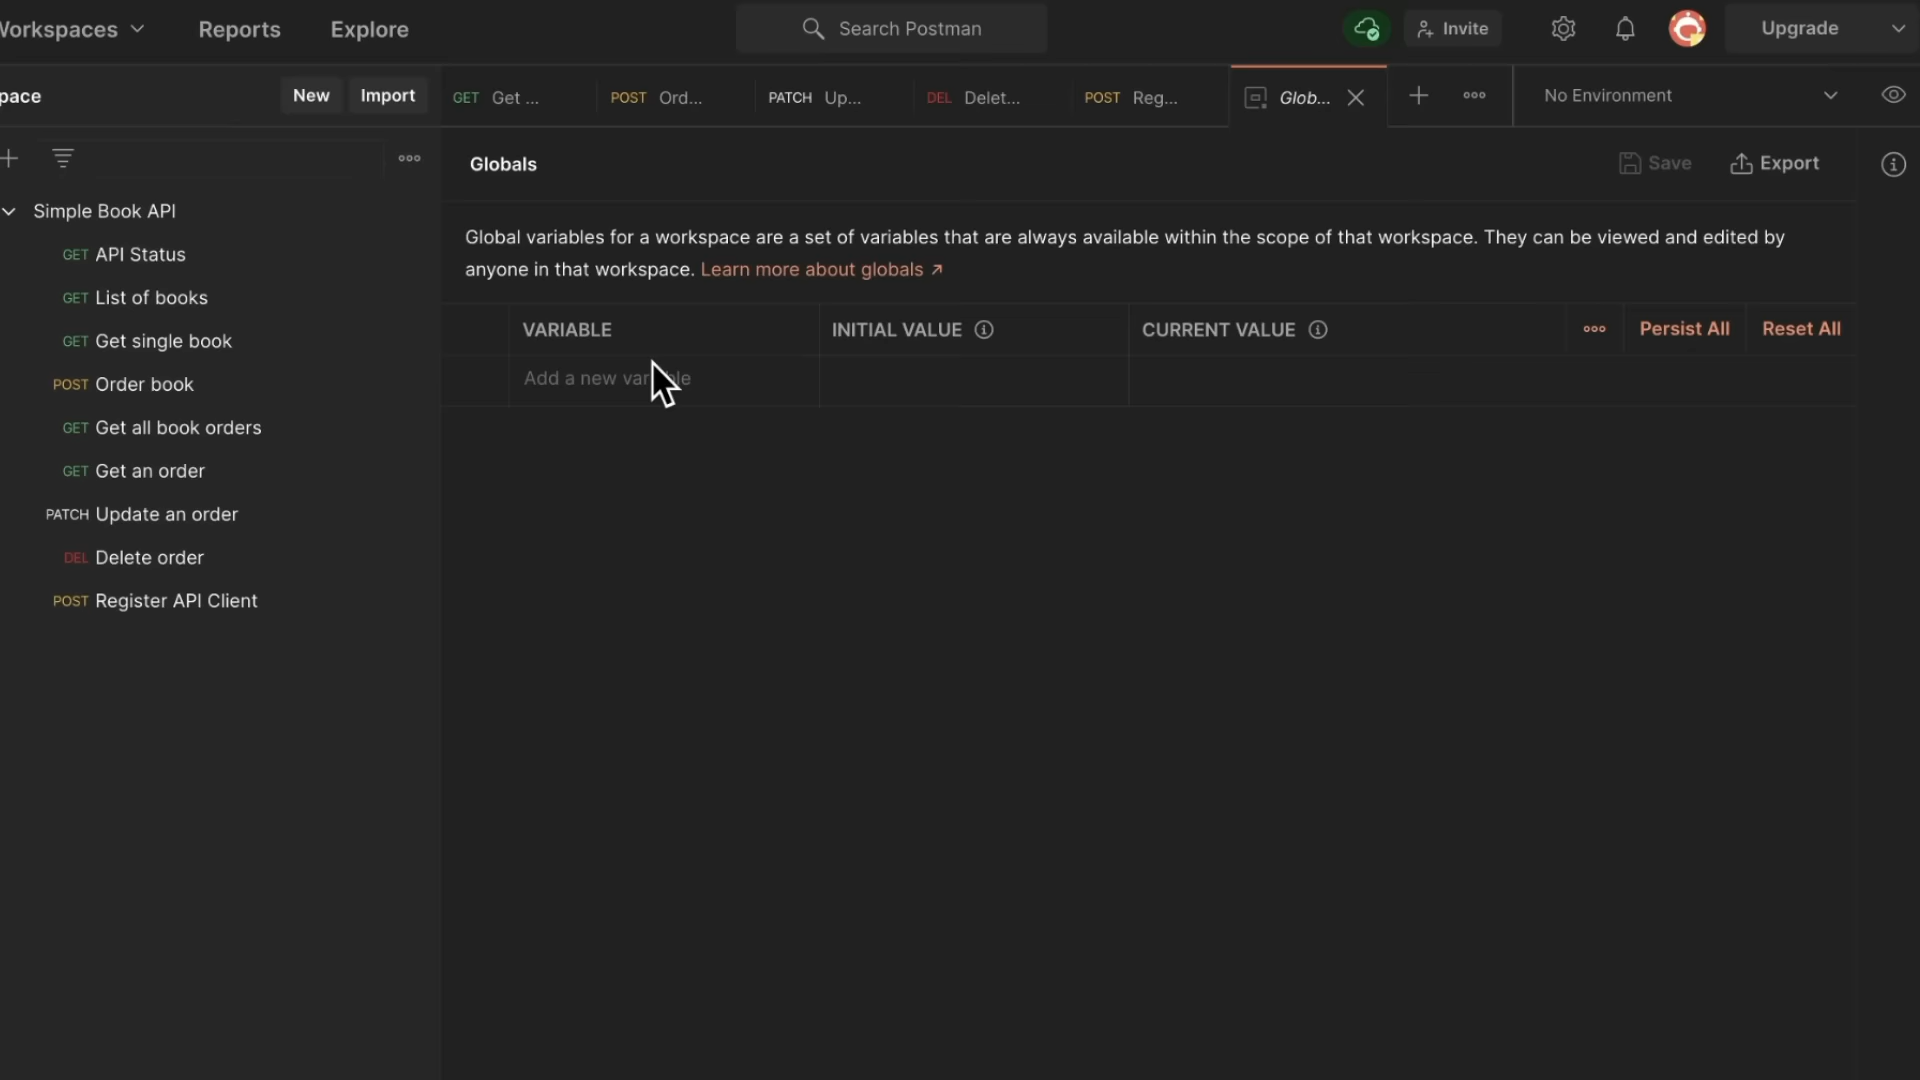 Workspaces
Reports
Explore
Search Postman
Invite
Upgrade
pace
New
Import
GET Get ...
POST Ord...
PATCH Up...
DEL Delet...
POST Reg...
Glob...
No Environment
Globals
Save
Export
Simple Book API
GET API Status
GET List of books
GET Get single book
POST Order book
GET Get all book orders
GET Get an order
PATCH Update an order
DEL Delete order
POST Register API Client
Global variables for a workspace are a set of variables that are always available within the scope of that workspace. They can be viewed and edited by
anyone in that workspace. Learn more about globals ↗
VARIABLE
INITIAL VALUE
CURRENT VALUE
Persist All
Reset All
Add a new variable